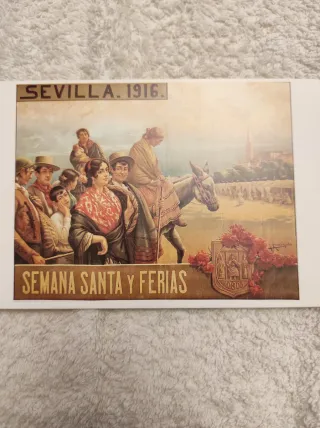 SEVILLA. 1916.
SEMANA SANTA Y FERIAS